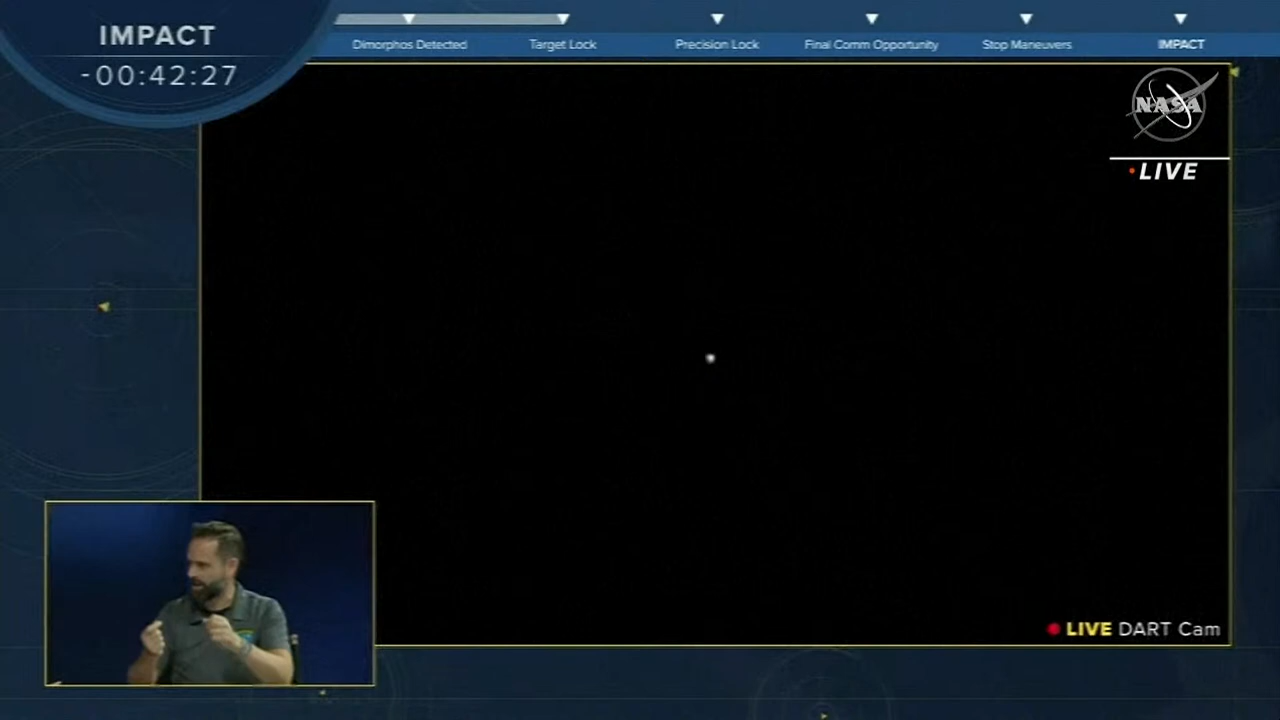 IMPACT
-00:42:27
Dimorphos Detected
Target Lock
Precision Lock
Final Comm Opportunity
Stop Maneuvers
IMPACT
NASA
LIVE
LIVE DART Cam